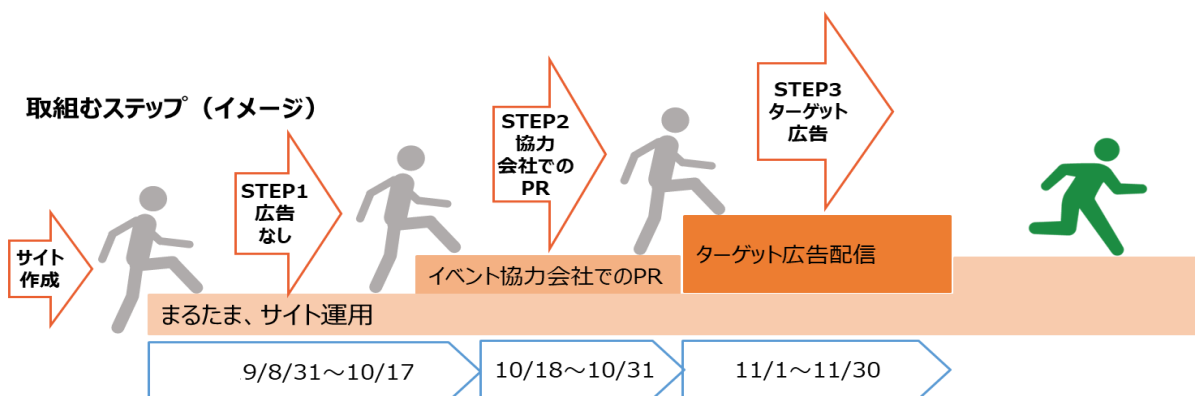 取組むステップ（イメージ）
サイト
作成
STEP1
広告
なし
STEP2
協力
会社での
PR
STEP3
ターゲット
広告
イベント協力会社でのPR
ターゲット広告配信
まるたま、サイト運用
9/8/31～10/17
10/18～10/31
11/1～11/30